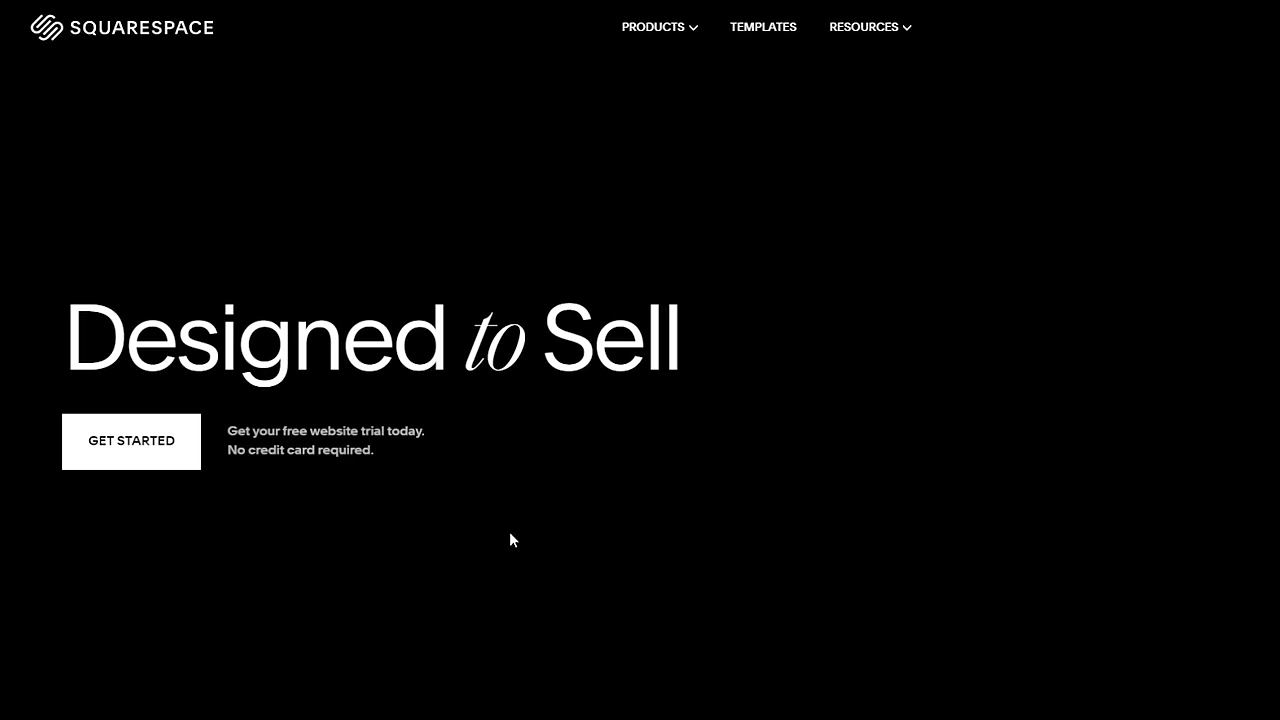 SQUARESPACE
PRODUCTS
TEMPLATES
RESOURCES
Designed to Sell
GET STARTED
Get your free website trial today.
No credit card required.